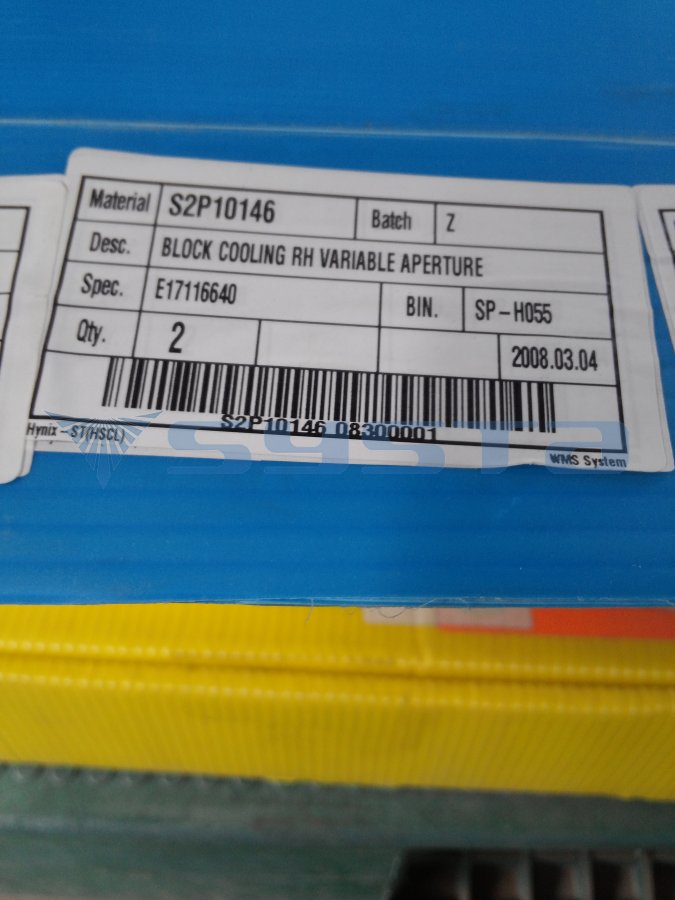 Material S2P10146 Batch Z
Desc. BLOCK COOLING RH VARIABLE APERTURE
Spec. E17116640 BIN. SP-H055
Qty. 2 2008.03.04
S2P10146 08300001
Hynix-ST(HSCL) WMS System
sysra